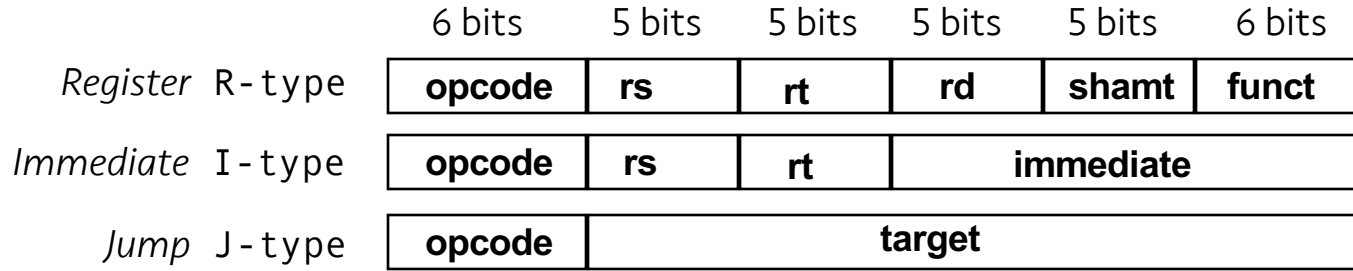 6 bits 5 bits 5 bits 5 bits 5 bits 6 bits
Register R-type opcode rs rt rd shamt funct
Immediate I-type opcode rs rt immediate
Jump J-type opcode target